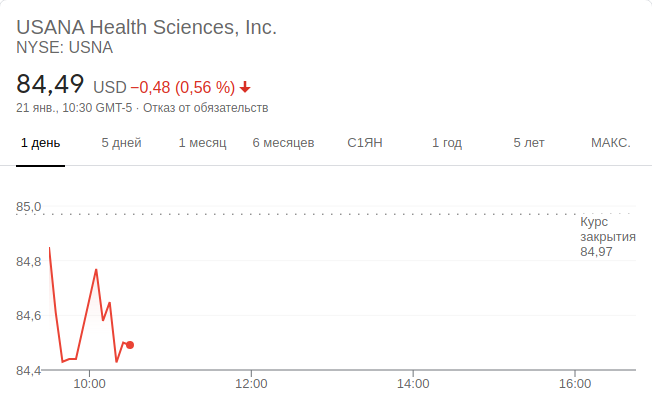 USANA Health Sciences, Inc.
NYSE: USNA
84,49 USD −0,48 (0,56 %)
21 янв., 10:30 GMT-5 · Отказ от обязательств
1 день 5 дней 1 месяц 6 месяцев С1ЯН 1 год 5 лет МАКС.
85,0
Курс
закрытия
84,97
84,8
84,6
84,4
10:00 12:00 14:00 16:00